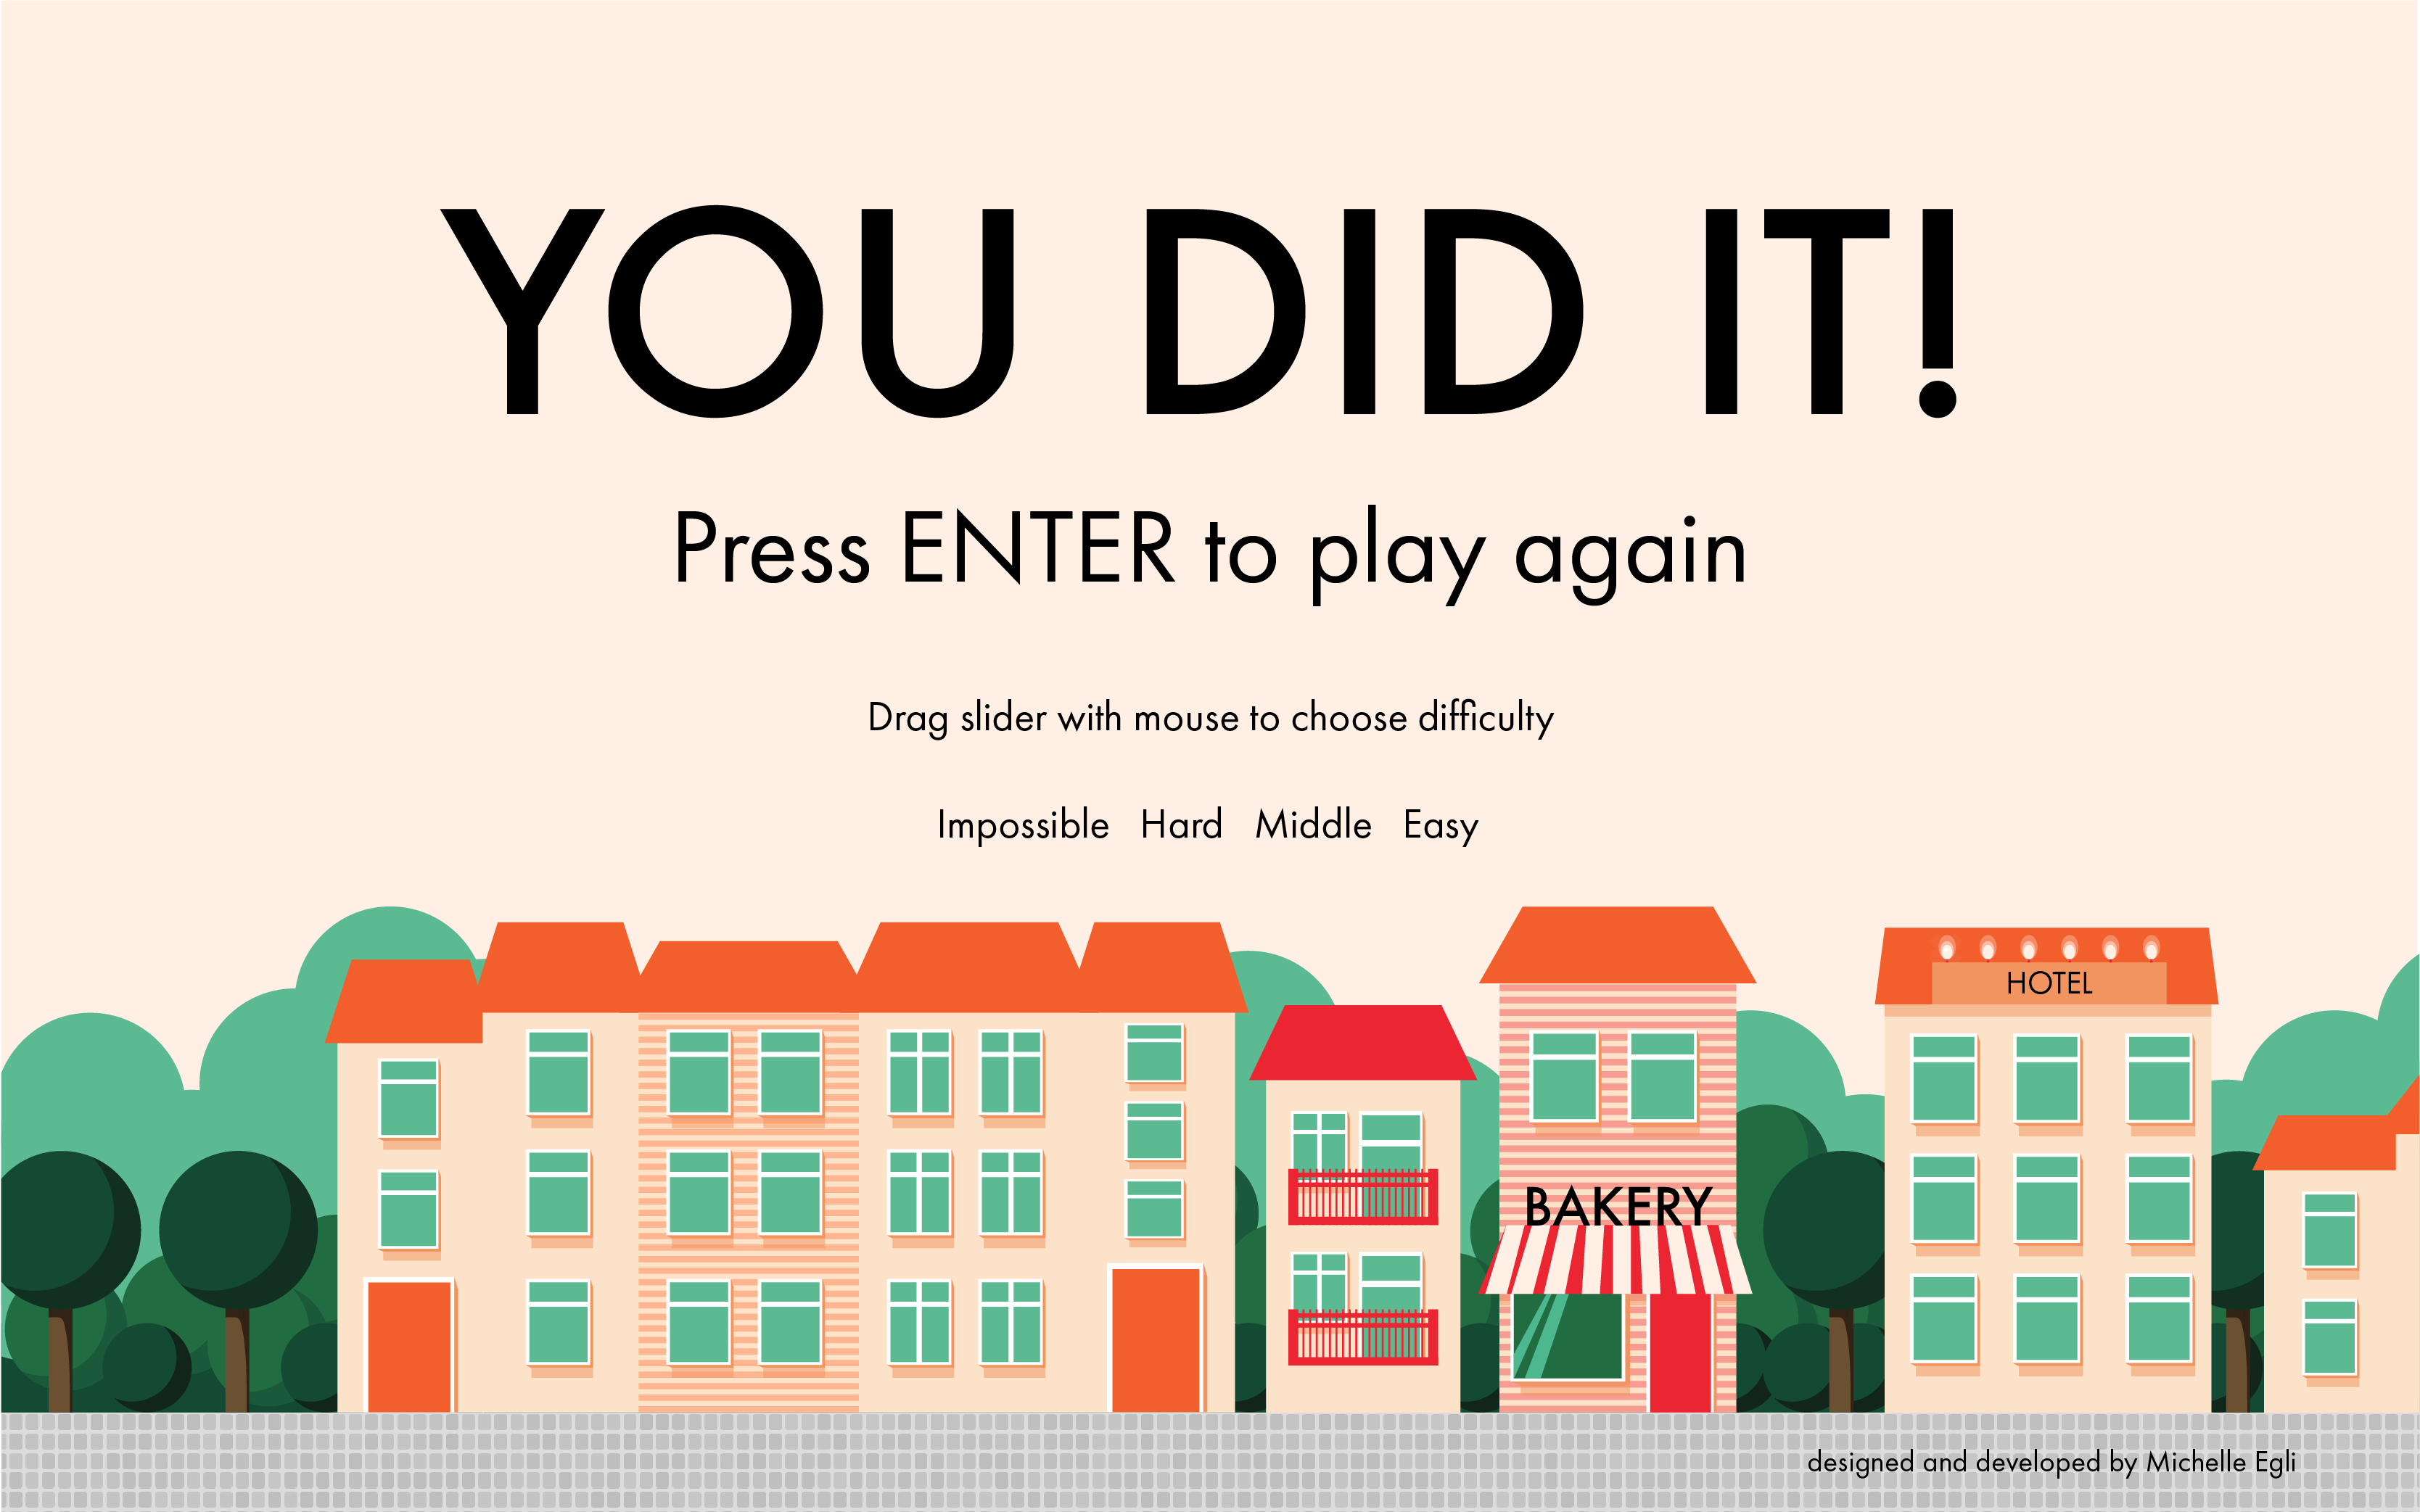 YOU DID IT!
Press ENTER to play again
Drag slider with mouse to choose difficulty
Impossible Hard Middle Easy
HOTEL
BAKERY
designed and developed by Michelle Egli